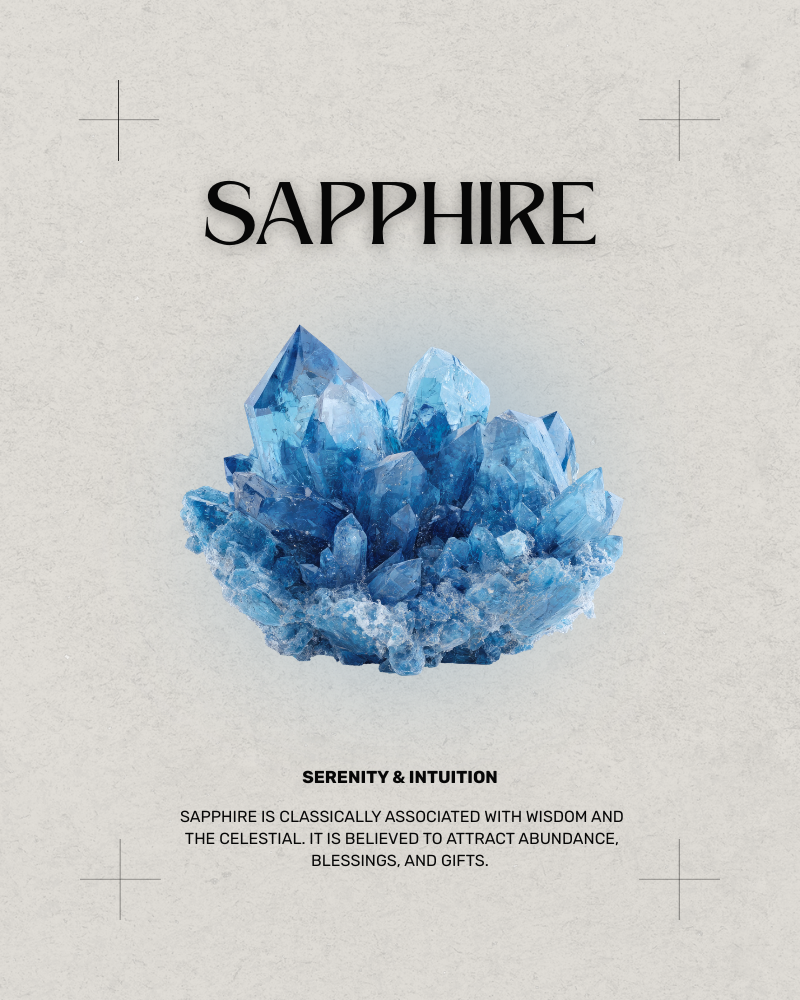 SAPPHIRE
SERENITY & INTUITION
SAPPHIRE IS CLASSICALLY ASSOCIATED WITH WISDOM AND
THE CELESTIAL. IT IS BELIEVED TO ATTRACT ABUNDANCE,
BLESSINGS, AND GIFTS.